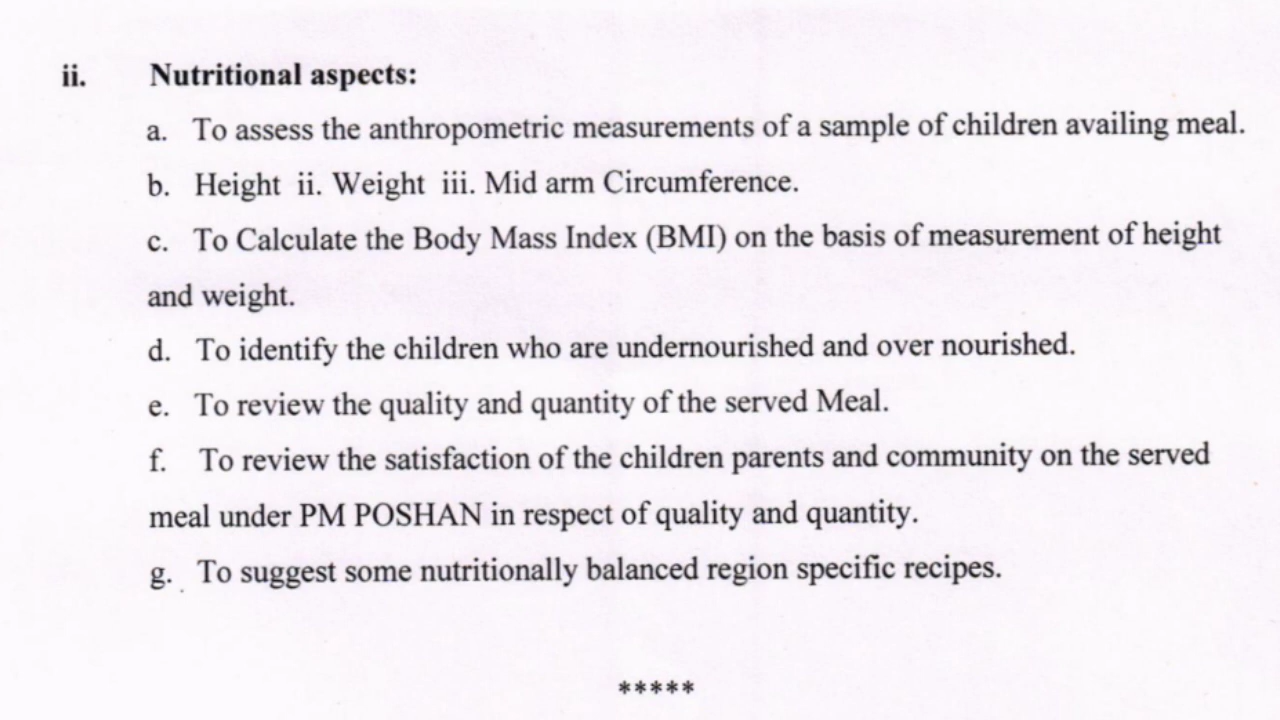 ii. Nutritional aspects:
a. To assess the anthropometric measurements of a sample of children availing meal.
b. Height ii. Weight iii. Mid arm Circumference.
c. To Calculate the Body Mass Index (BMI) on the basis of measurement of height
and weight.
d. To identify the children who are undernourished and over nourished.
e. To review the quality and quantity of the served Meal.
f. To review the satisfaction of the children parents and community on the served
meal under PM POSHAN in respect of quality and quantity.
g. To suggest some nutritionally balanced region specific recipes.
*****